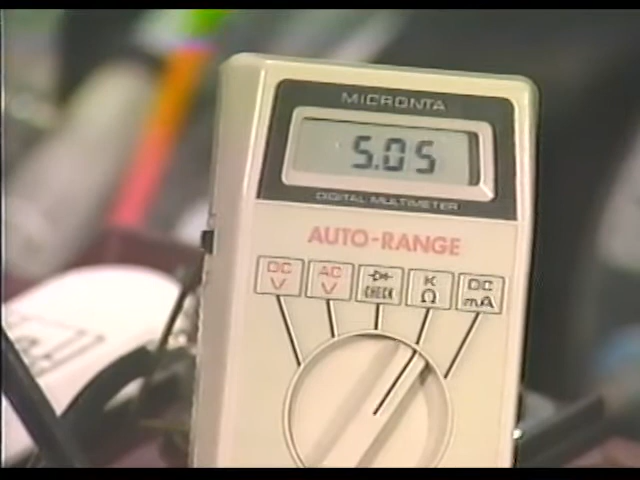 MICRONTA
5.05
DIGITAL MULTIMETER
AUTO-RANGE
DC V
AC V
CHECK
K Ω
DC mA